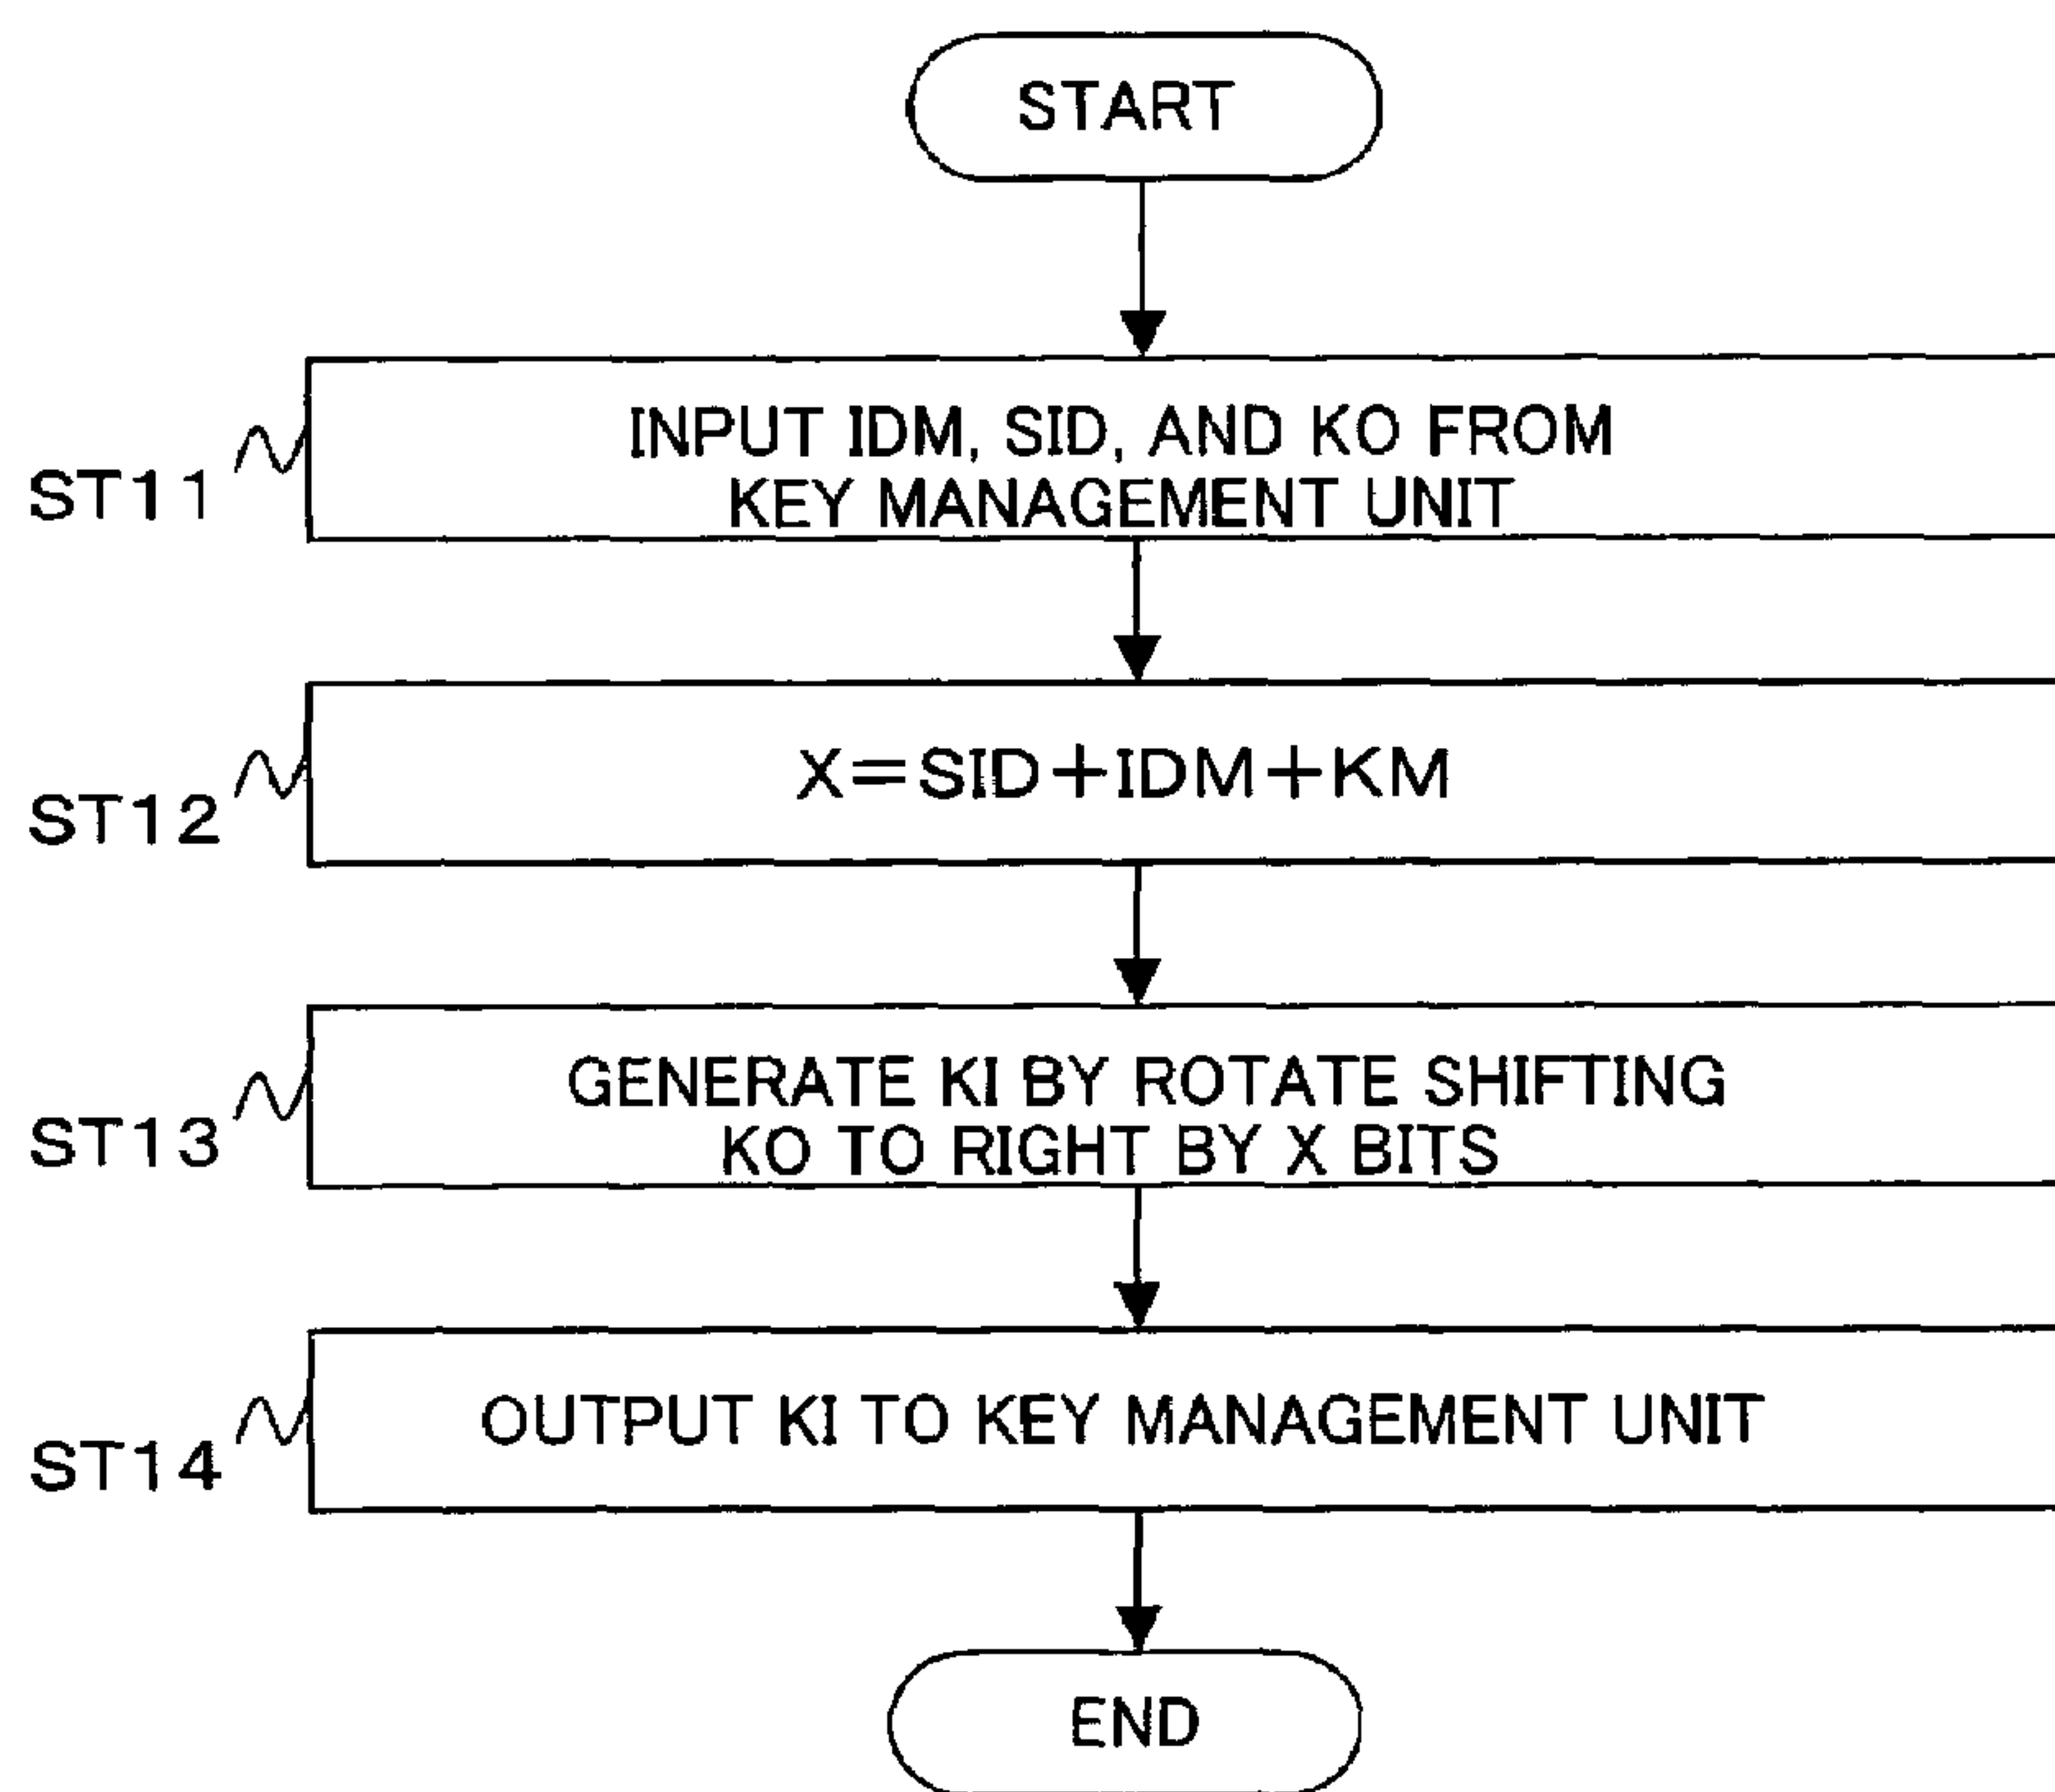 START
INPUT IDM, SID, AND KO FROM
KEY MANAGEMENT UNIT
ST11
X=SID+IDM+KM
ST12
GENERATE KI BY ROTATE SHIFTING
KO TO RIGHT BY X BITS
ST13
OUTPUT KI TO KEY MANAGEMENT UNIT
ST14
END